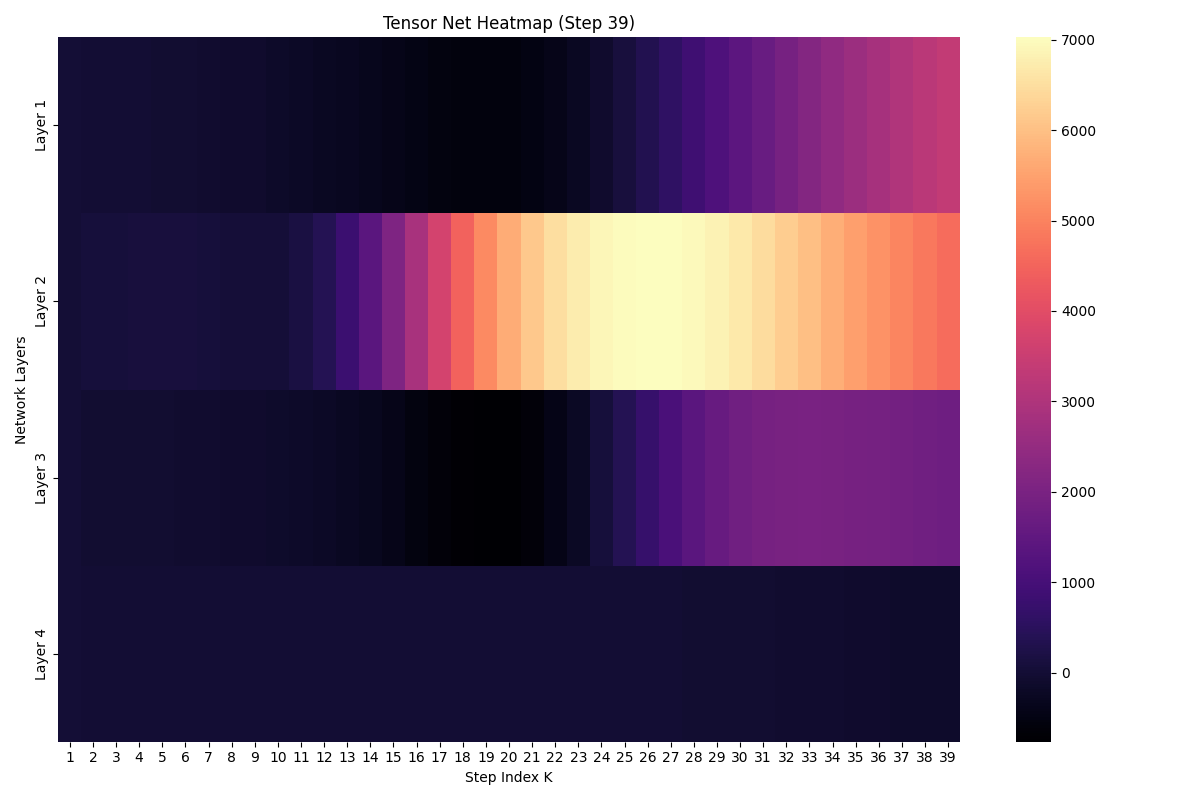 Tensor Net Heatmap (Step 39)
Network Layers
Layer 1
Layer 2
Layer 3
Layer 4
1 2 3 4 5 6 7 8 9 10 11 12 13 14 15 16 17 18 19 20 21 22 23 24 25 26 27 28 29 30 31 32 33 34 35 36 37 38 39
Step Index K
7000
6000
5000
4000
3000
2000
1000
0